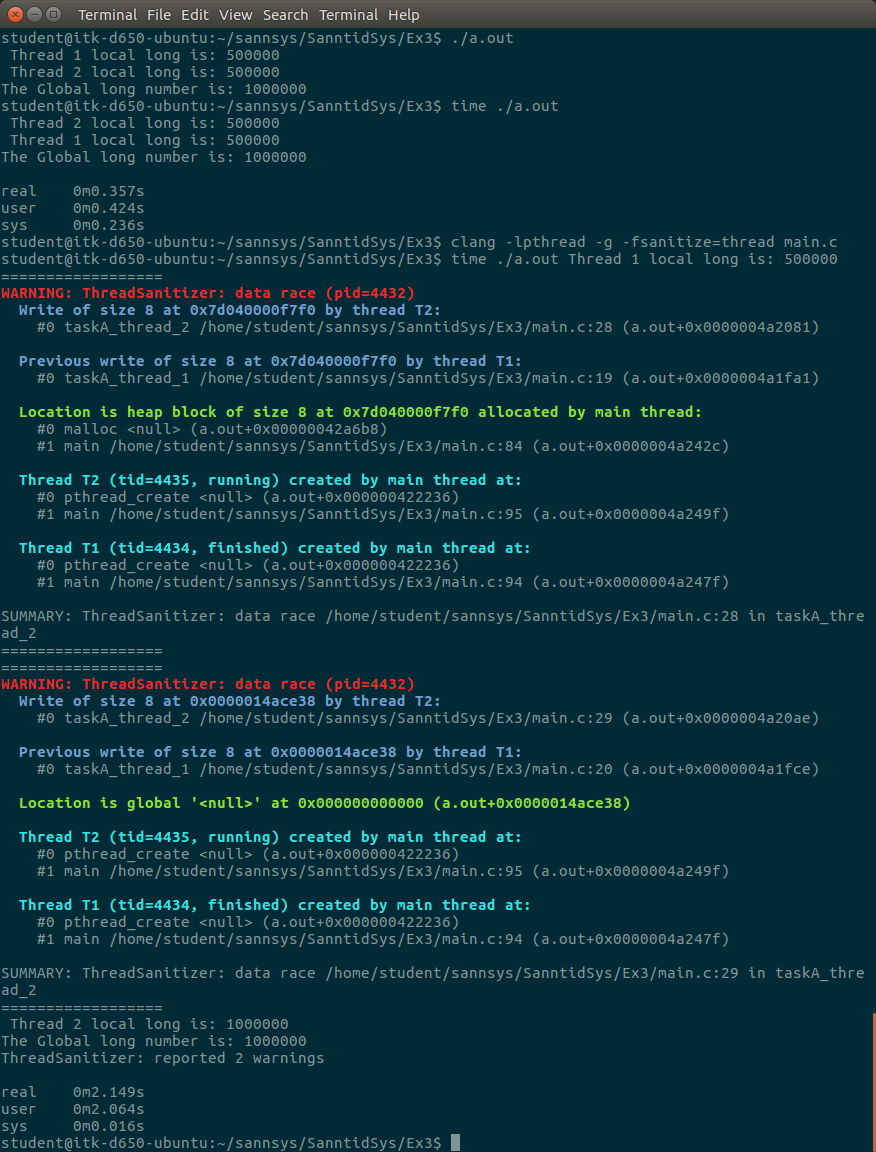 Terminal File Edit View Search Terminal Help
student@itk-d650-ubuntu:~/sannsys/SanntidSys/Ex3$ ./a.out
 Thread 1 local long is: 500000
 Thread 2 local long is: 500000
The Global long number is: 1000000
student@itk-d650-ubuntu:~/sannsys/SanntidSys/Ex3$ time ./a.out
 Thread 2 local long is: 500000
 Thread 1 local long is: 500000
The Global long number is: 1000000

real    0m0.357s
user    0m0.424s
sys     0m0.236s
student@itk-d650-ubuntu:~/sannsys/SanntidSys/Ex3$ clang -lpthread -g -fsanitize=thread main.c
student@itk-d650-ubuntu:~/sannsys/SanntidSys/Ex3$ time ./a.out Thread 1 local long is: 500000
==================
WARNING: ThreadSanitizer: data race (pid=4432)
  Write of size 8 at 0x7d040000f7f0 by thread T2:
    #0 taskA_thread_2 /home/student/sannsys/SanntidSys/Ex3/main.c:28 (a.out+0x0000004a2081)

  Previous write of size 8 at 0x7d040000f7f0 by thread T1:
    #0 taskA_thread_1 /home/student/sannsys/SanntidSys/Ex3/main.c:19 (a.out+0x0000004a1fa1)

  Location is heap block of size 8 at 0x7d040000f7f0 allocated by main thread:
    #0 malloc <null> (a.out+0x00000042a6b8)
    #1 main /home/student/sannsys/SanntidSys/Ex3/main.c:84 (a.out+0x0000004a242c)

  Thread T2 (tid=4435, running) created by main thread at:
    #0 pthread_create <null> (a.out+0x000000422236)
    #1 main /home/student/sannsys/SanntidSys/Ex3/main.c:95 (a.out+0x0000004a249f)

  Thread T1 (tid=4434, finished) created by main thread at:
    #0 pthread_create <null> (a.out+0x000000422236)
    #1 main /home/student/sannsys/SanntidSys/Ex3/main.c:94 (a.out+0x0000004a247f)

SUMMARY: ThreadSanitizer: data race /home/student/sannsys/SanntidSys/Ex3/main.c:28 in taskA_thre
ad_2
==================
==================
WARNING: ThreadSanitizer: data race (pid=4432)
  Write of size 8 at 0x0000014ace38 by thread T2:
    #0 taskA_thread_2 /home/student/sannsys/SanntidSys/Ex3/main.c:29 (a.out+0x0000004a20ae)

  Previous write of size 8 at 0x0000014ace38 by thread T1:
    #0 taskA_thread_1 /home/student/sannsys/SanntidSys/Ex3/main.c:20 (a.out+0x0000004a1fce)

  Location is global '<null>' at 0x000000000000 (a.out+0x0000014ace38)

  Thread T2 (tid=4435, running) created by main thread at:
    #0 pthread_create <null> (a.out+0x000000422236)
    #1 main /home/student/sannsys/SanntidSys/Ex3/main.c:95 (a.out+0x0000004a249f)

  Thread T1 (tid=4434, finished) created by main thread at:
    #0 pthread_create <null> (a.out+0x000000422236)
    #1 main /home/student/sannsys/SanntidSys/Ex3/main.c:94 (a.out+0x0000004a247f)

SUMMARY: ThreadSanitizer: data race /home/student/sannsys/SanntidSys/Ex3/main.c:29 in taskA_thre
ad_2
==================
 Thread 2 local long is: 1000000
The Global long number is: 1000000
ThreadSanitizer: reported 2 warnings

real    0m2.149s
user    0m2.064s
sys     0m0.016s
student@itk-d650-ubuntu:~/sannsys/SanntidSys/Ex3$